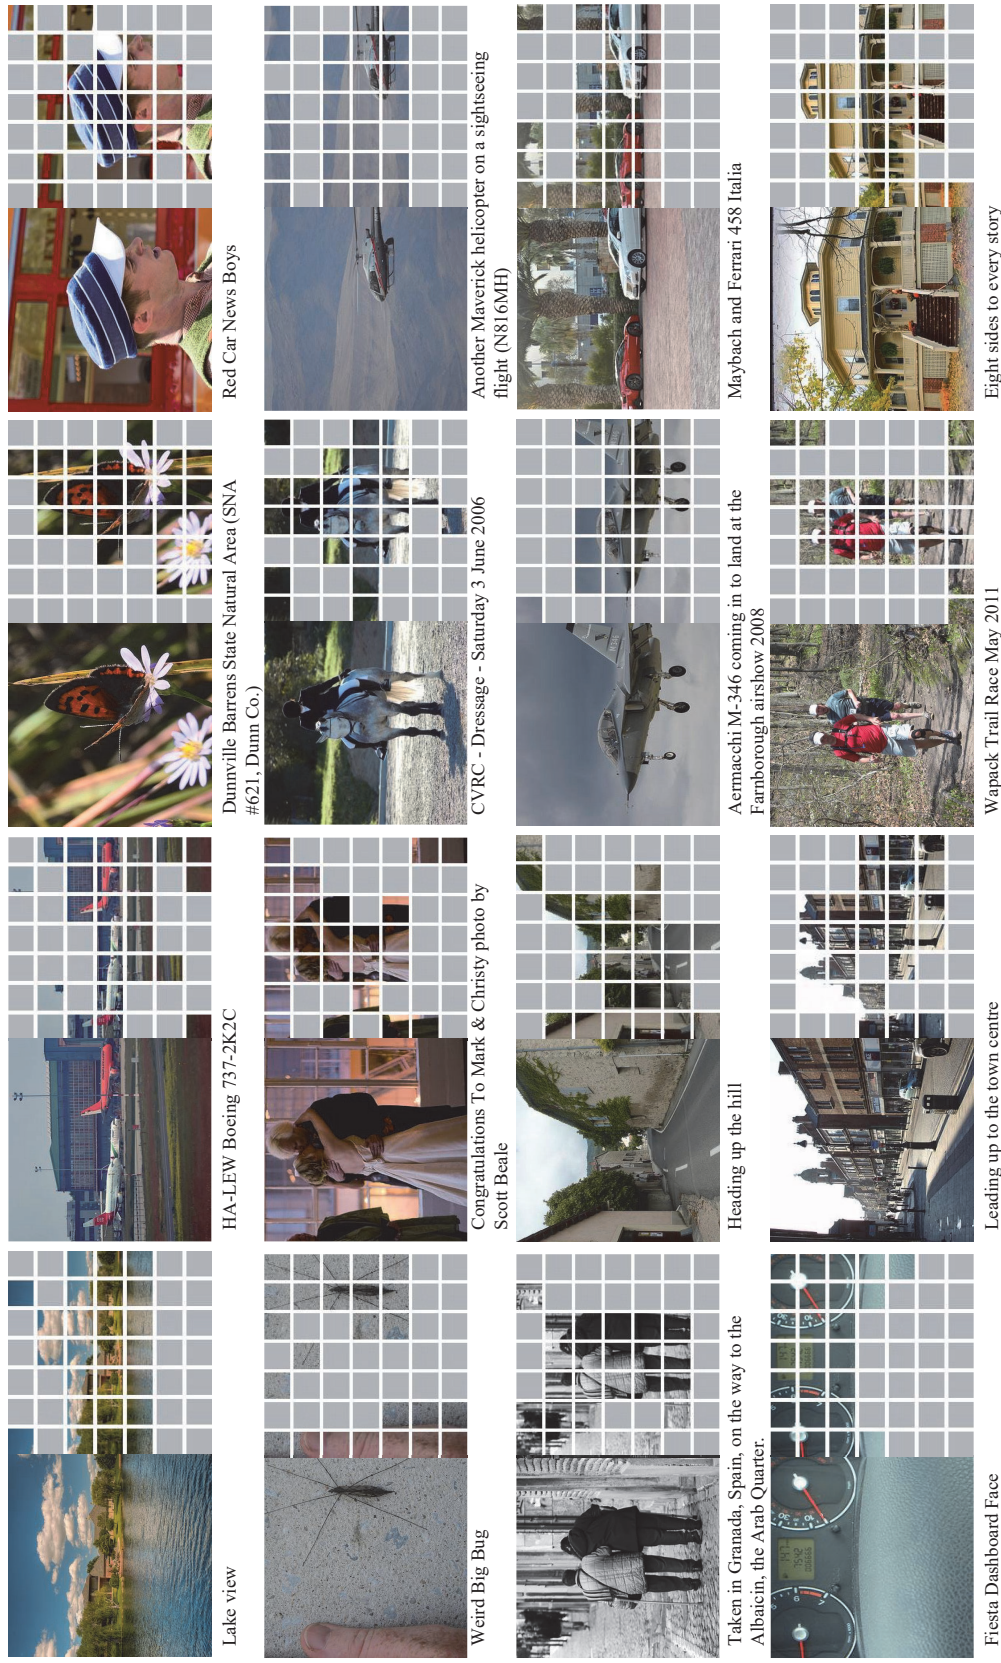 Lake view
HA-LEW Boeing 737-2K2C
Dunnville Barrens State Natural Area (SNA
#621, Dunn Co.)
Red Car News Boys
Weird Big Bug
Congratulations To Mark & Christy photo by
Scott Beale
CVRC - Dressage - Saturday 3 June 2006
Another Maverick helicopter on a sightseeing
flight (N816MH)
Taken in Granada, Spain, on the way to the
Albaicin, the Arab Quarter.
Heading up the hill
Aermacchi M-346 coming in to land at the
Farnborough airshow 2008
Maybach and Ferrari 458 Italia
Fiesta Dashboard Face
Leading up to the town centre
Wapack Trail Race May 2011
Eight sides to every story